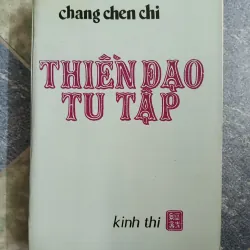 chang chen chi
THIỀN ĐẠO
TU TẬP
kinh thi